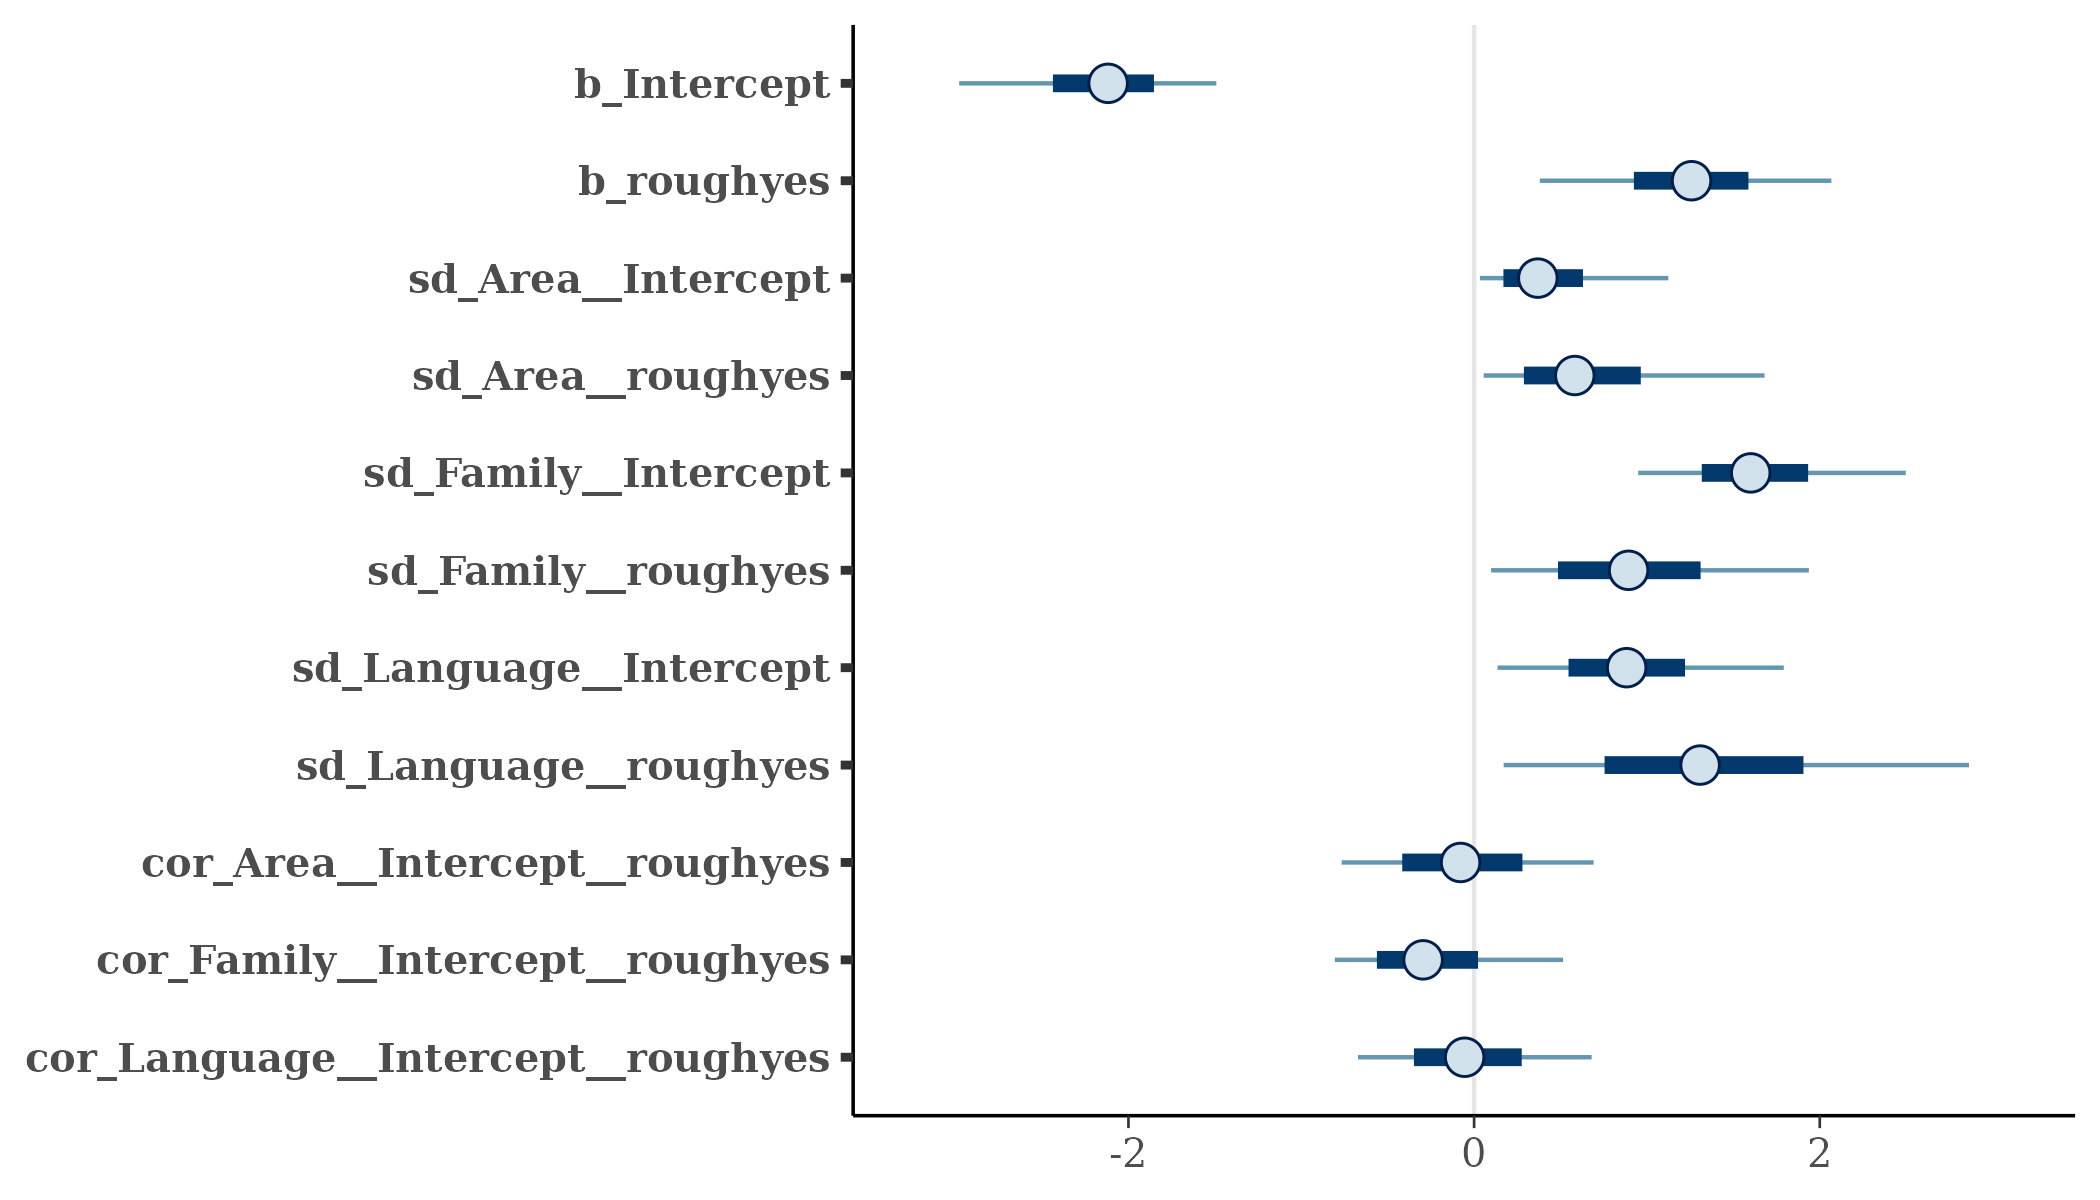 b_Intercept
b_roughyes
sd_Area__Intercept
sd_Area__roughyes
sd_Family__Intercept
sd_Family__roughyes
sd_Language__Intercept
sd_Language__roughyes
cor_Area__Intercept__roughyes
cor_Family__Intercept__roughyes
cor_Language__Intercept__roughyes
-2 0 2